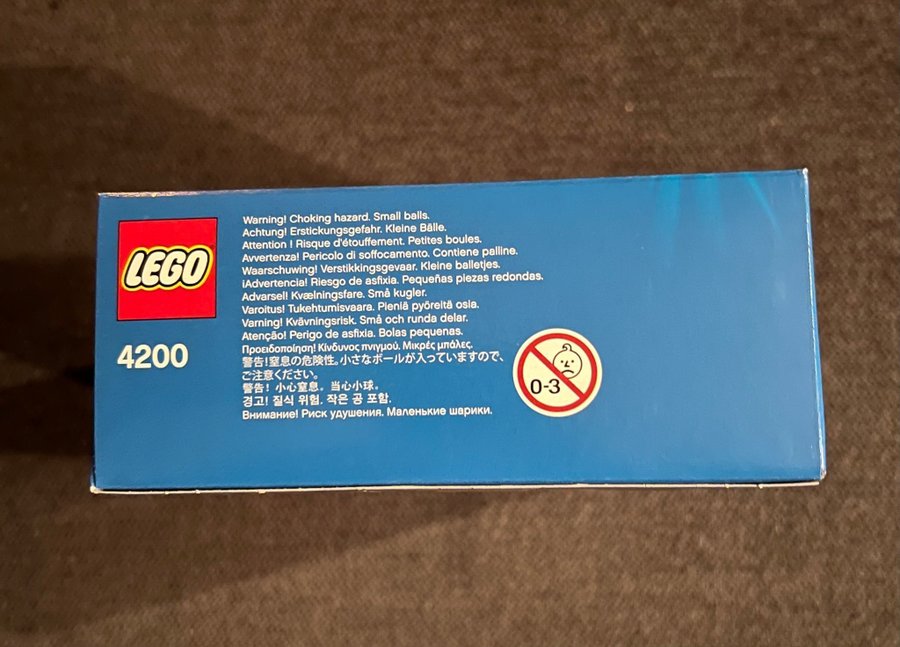 LEGO
4200
Warning! Choking hazard. Small balls.
Achtung! Erstickungsgefahr. Kleine Bälle.
Attention ! Risque d'étouffement. Petites boules.
Avvertenza! Pericolo di soffocamento. Contiene palline.
Waarschuwing! Verstikkingsgevaar. Kleine balletjes.
¡Advertencia! Riesgo de asfixia. Pequeñas piezas redondas.
Advarsel! Kvælningsfare. Små kugler.
Varoitus! Tukehtumisvaara. Pieniä pyöreitä osia.
Varning! Kvävningsrisk. Små och runda delar.
Atenção! Perigo de asfixia. Bolas pequenas.
Προειδοποίηση! Κίνδυνος πνιγμού. Μικρές μπάλες.
警告!窒息の危険性。小さなボールが入っていますので、
ご注意ください。
警告! 小心窒息。当心小球。
경고! 질식 위험. 작은 공 포함.
Внимание! Риск удушения. Маленькие шарики.
0-3